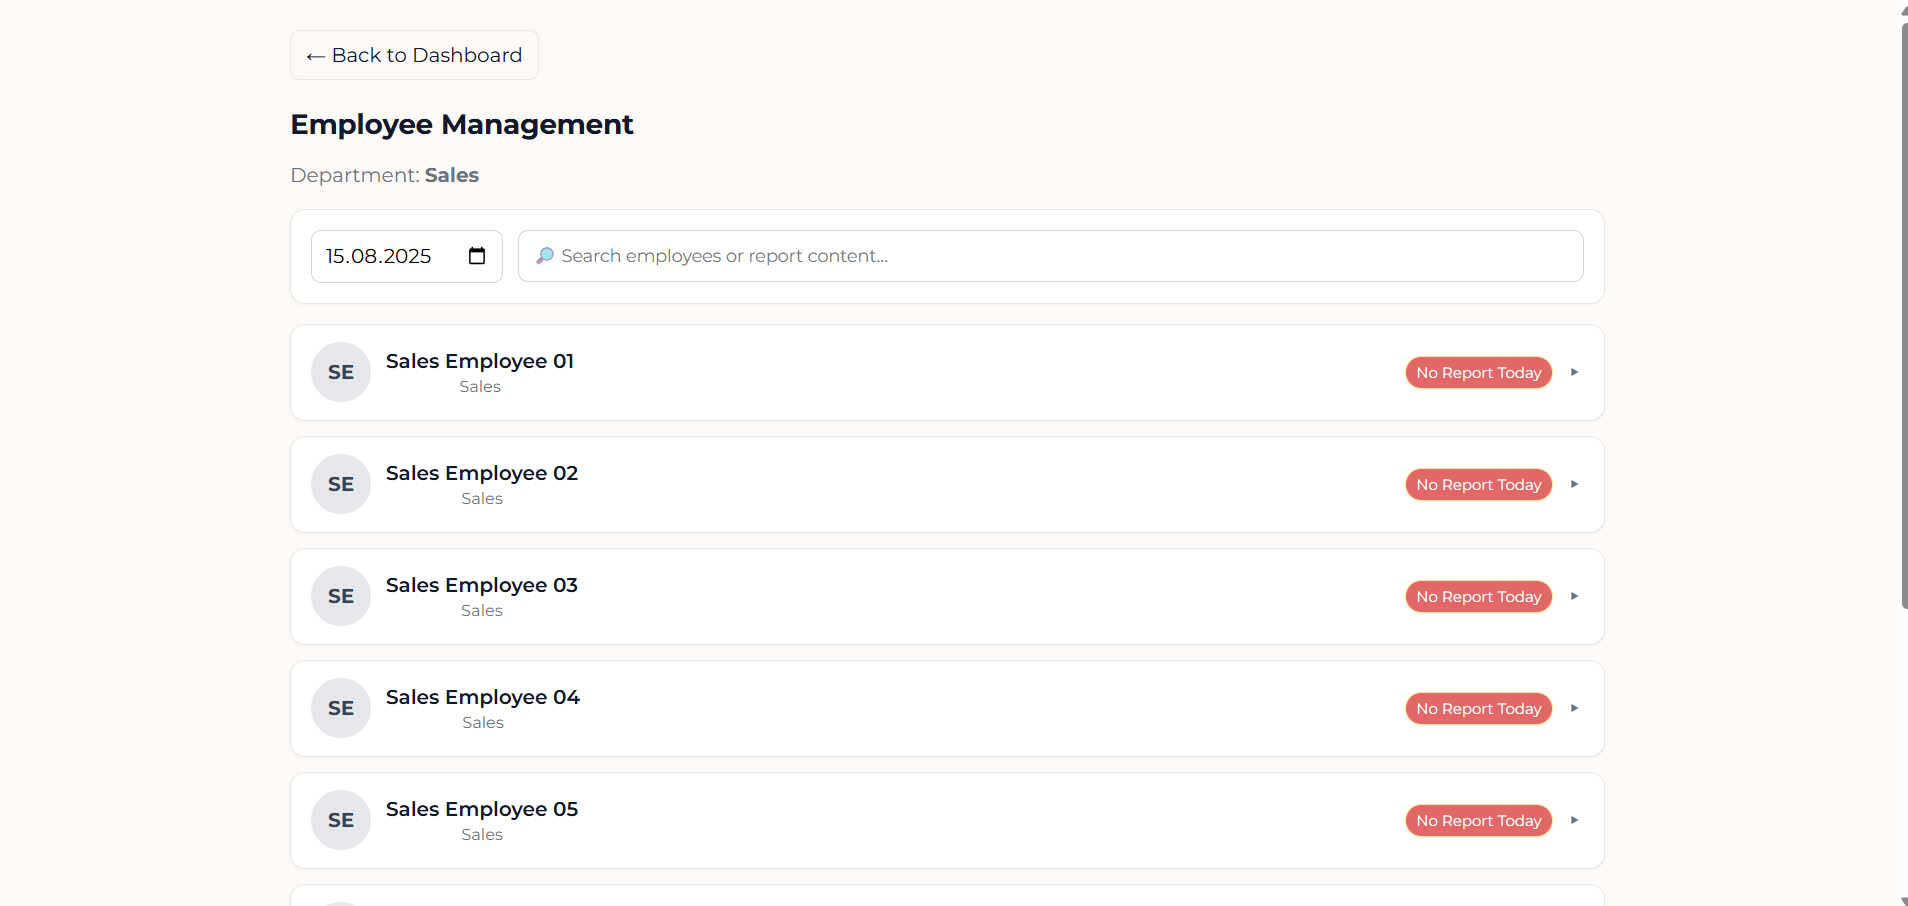 ← Back to Dashboard
Employee Management
Department: Sales
15.08.2025
🔎 Search employees or report content...
SE
Sales Employee 01
Sales
No Report Today
SE
Sales Employee 02
Sales
No Report Today
SE
Sales Employee 03
Sales
No Report Today
SE
Sales Employee 04
Sales
No Report Today
SE
Sales Employee 05
Sales
No Report Today